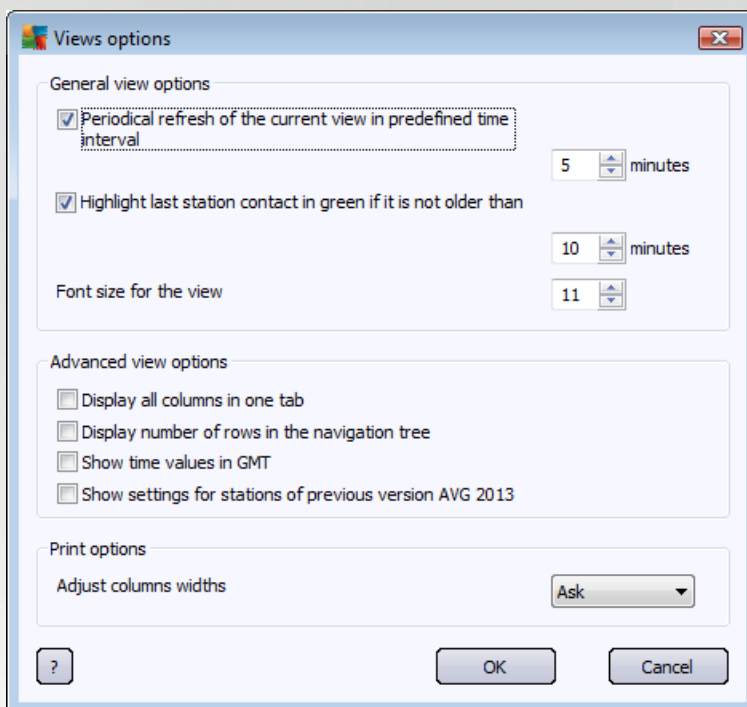 Views options
General view options
Periodical refresh of the current view in predefined time
interval
5 minutes
Highlight last station contact in green if it is not older than
10 minutes
Font size for the view 11
Advanced view options
Display all columns in one tab
Display number of rows in the navigation tree
Show time values in GMT
Show settings for stations of previous version AVG 2013
Print options
Adjust columns widths Ask
? OK Cancel